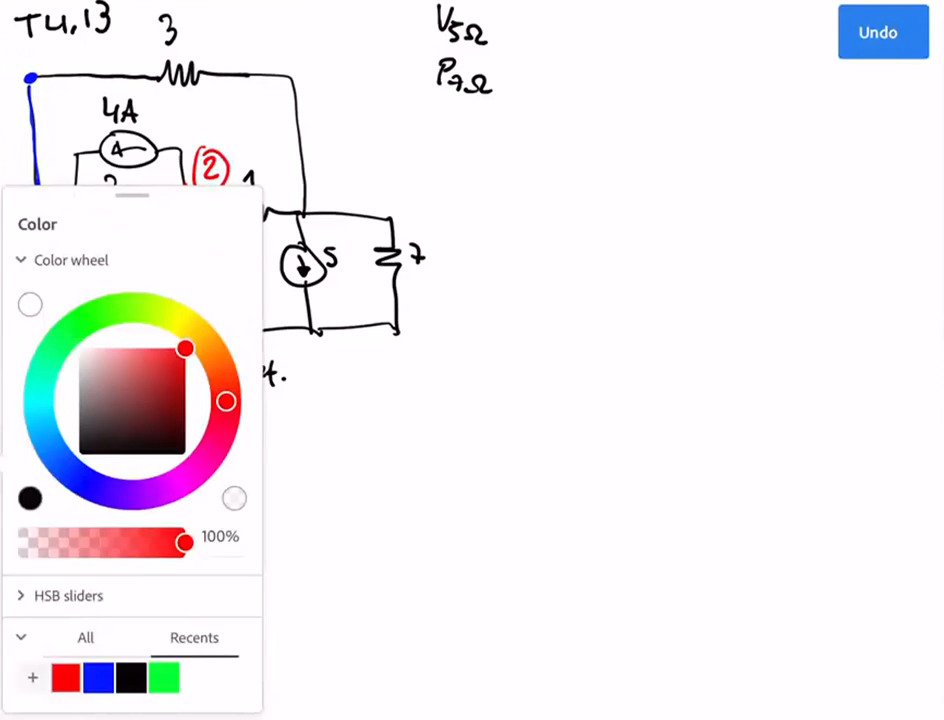 T4.13
3
V5Ω
Undo
P7Ω
4A
2
1
5
7
Color
Color wheel
4.
100%
HSB sliders
All
Recents
+